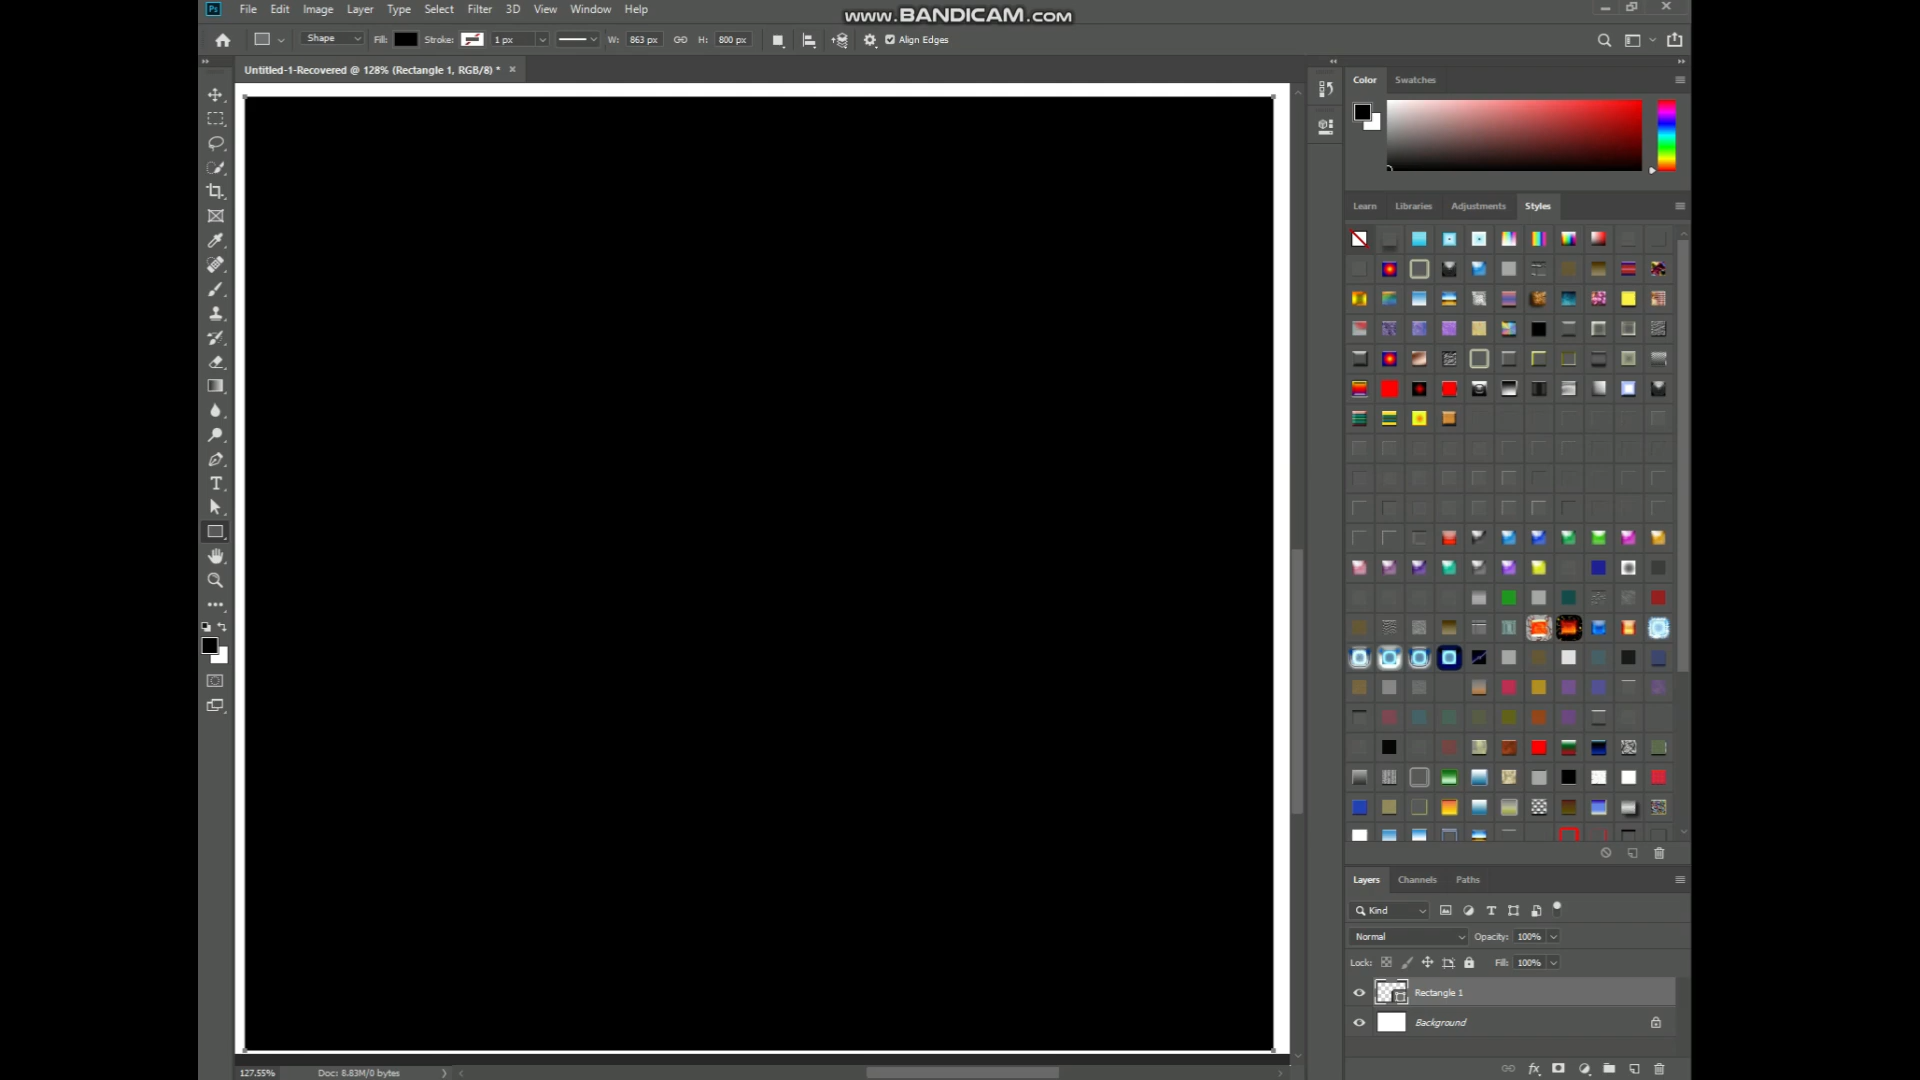 Ps File Edit Image Layer Type Select Filter 3D View Window Help
www.BANDICAM.com
Shape Fill: Stroke: 1 px W: 863 px H: 800 px Align Edges
Untitled-1-Recovered @ 128% (Rectangle 1, RGB/8) *
Color Swatches
Learn Libraries Adjustments Styles
Layers Channels Paths
Kind
Normal Opacity: 100%
Lock: Fill: 100%
Rectangle 1
Background
127.55% Doc: 8.83M/0 bytes